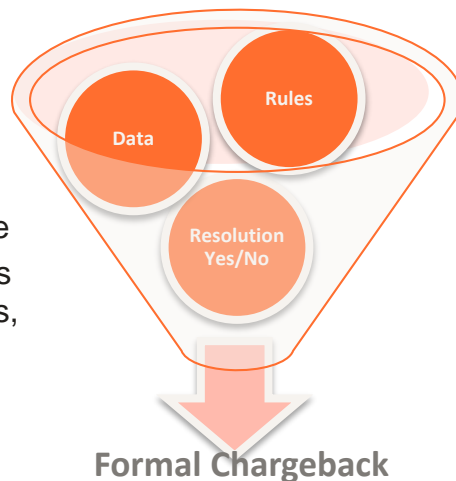 Rules
Data
Resolution
Yes/No
e
s
s,
Formal Chargeback